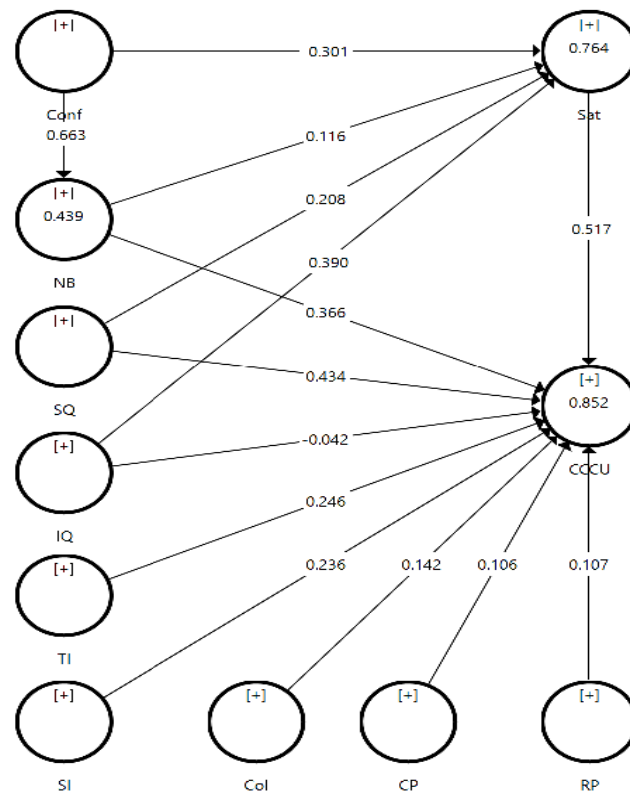 |+| [+]
0.301 0.764
Conf Sat
0.663
0.116
|+|
0.439 0.208
0.517
NB 0.390
|+| 0.366
[+]
0.434 0.852
SQ
[+] -0.042
CCCU
0.246
IQ
[+] 0.236 0.142 0.106 0.107
TI
[+] [+] [+] [+]
SI Col CP RP